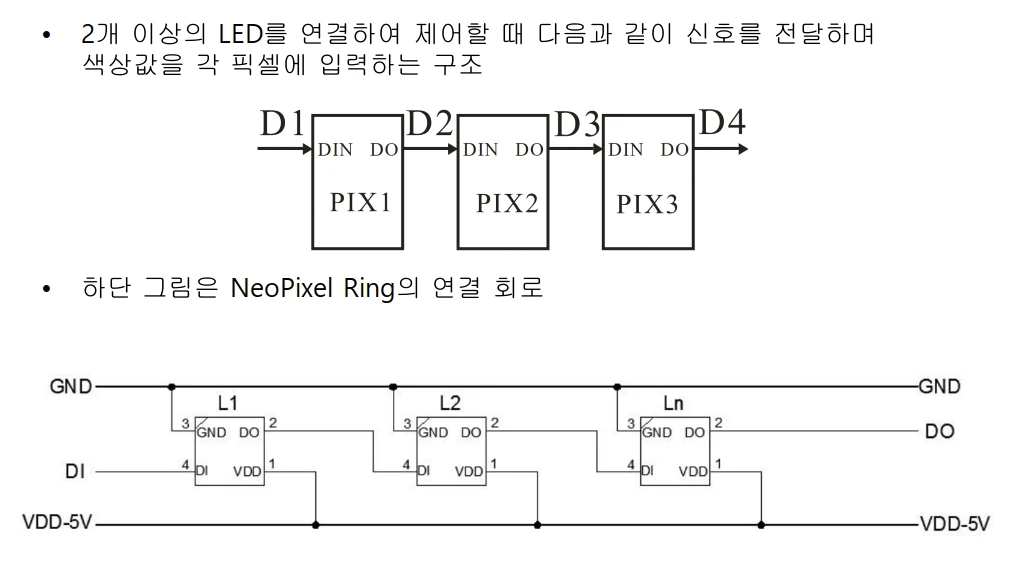 • 2개 이상의 LED를 연결하여 제어할 때 다음과 같이 신호를 전달하며
색상값을 각 픽셀에 입력하는 구조
D1 D2 D3 D4
DIN DO DIN DO DIN DO
PIX1 PIX2 PIX3
• 하단 그림은 NeoPixel Ring의 연결 회로
GND GND
L1 L2 Ln
3 GND DO 2 3 GND DO 2 3 GND DO 2 DO
DI 4 DI VDD 1 4 DI VDD 1 4 DI VDD 1
VDD-5V VDD-5V